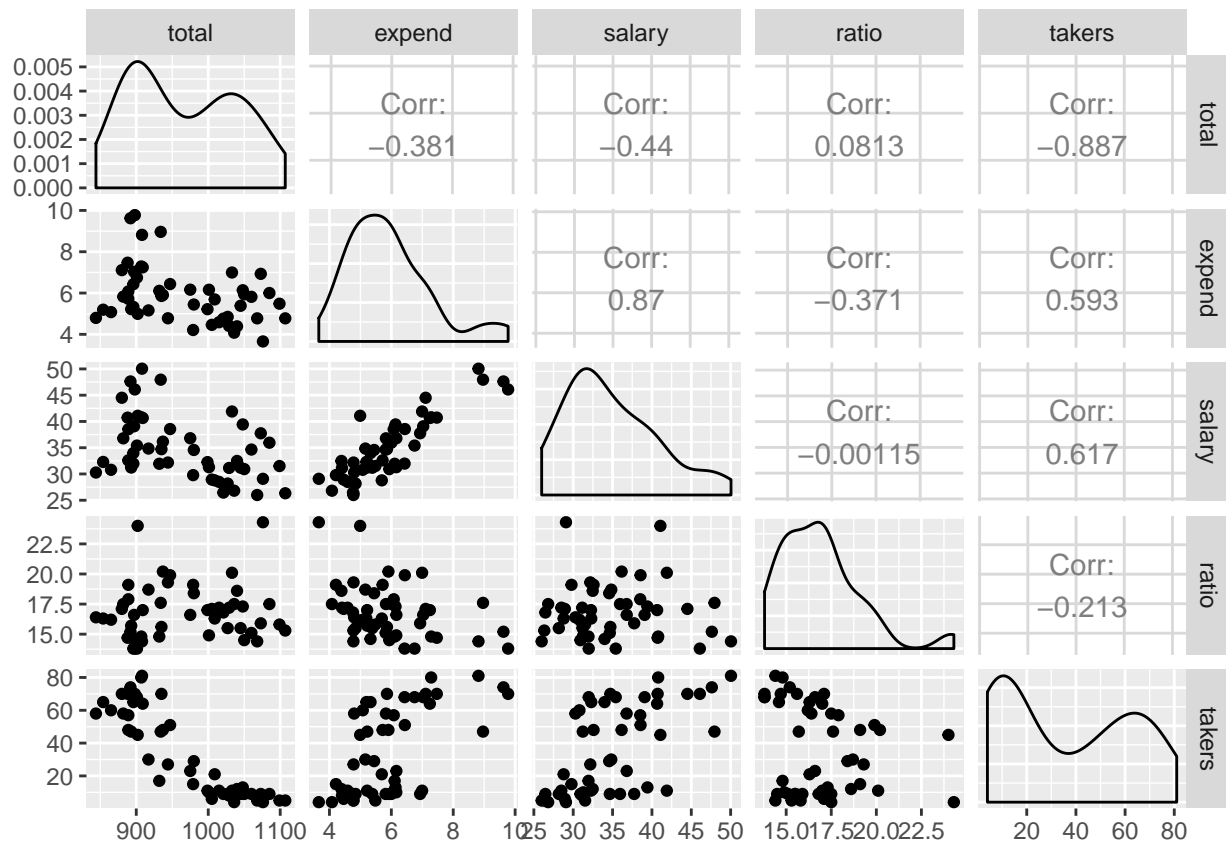 total expend salary ratio takers
0.005
0.004
0.003
0.002
0.001
0.000
Corr: Corr: Corr: Corr:
−0.381 −0.44 0.0813 −0.887
total
10
8
6
4
Corr: Corr: Corr:
0.87 −0.371 0.593
expend
50
45
40
35
30
25
Corr: Corr:
−0.00115 0.617
salary
22.5
20.0
17.5
15.0
Corr:
−0.213
ratio
80
60
40
20
takers
900 1000 1100 4 6 8 10 25 30 35 40 45 50 15.0 17.5 20.0 22.5 20 40 60 80